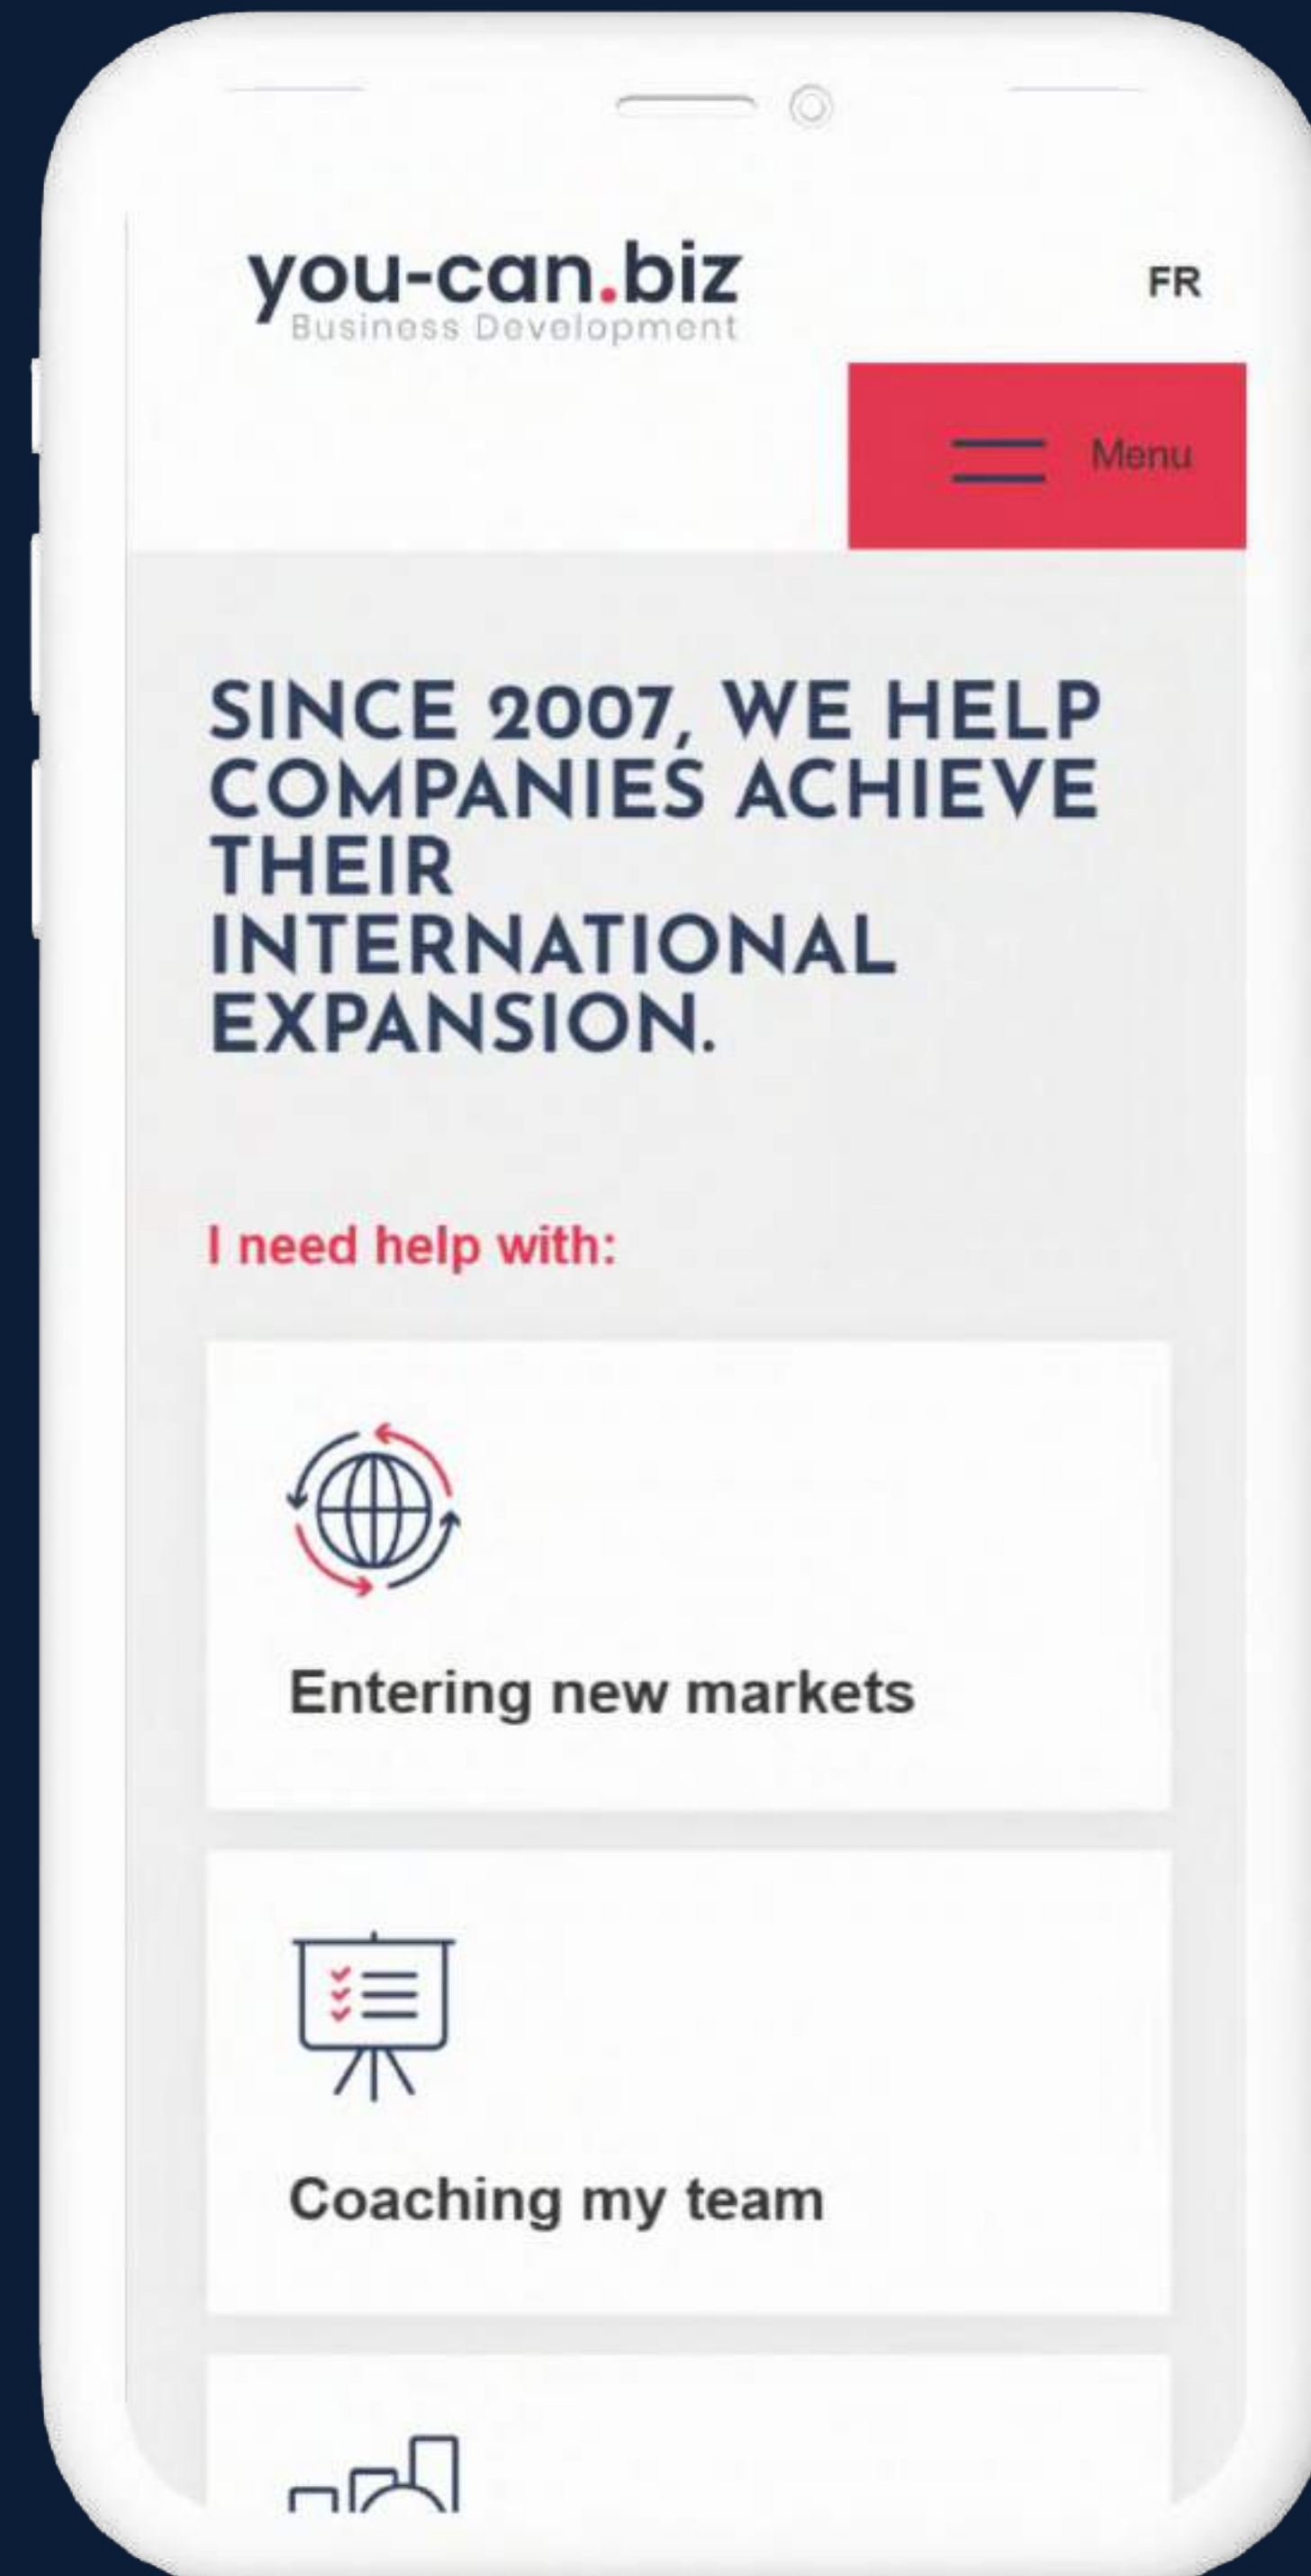 you-can.biz
Business Development
FR
Menu
SINCE 2007, WE HELP
COMPANIES ACHIEVE
THEIR
INTERNATIONAL
EXPANSION.
I need help with:
Entering new markets
Coaching my team